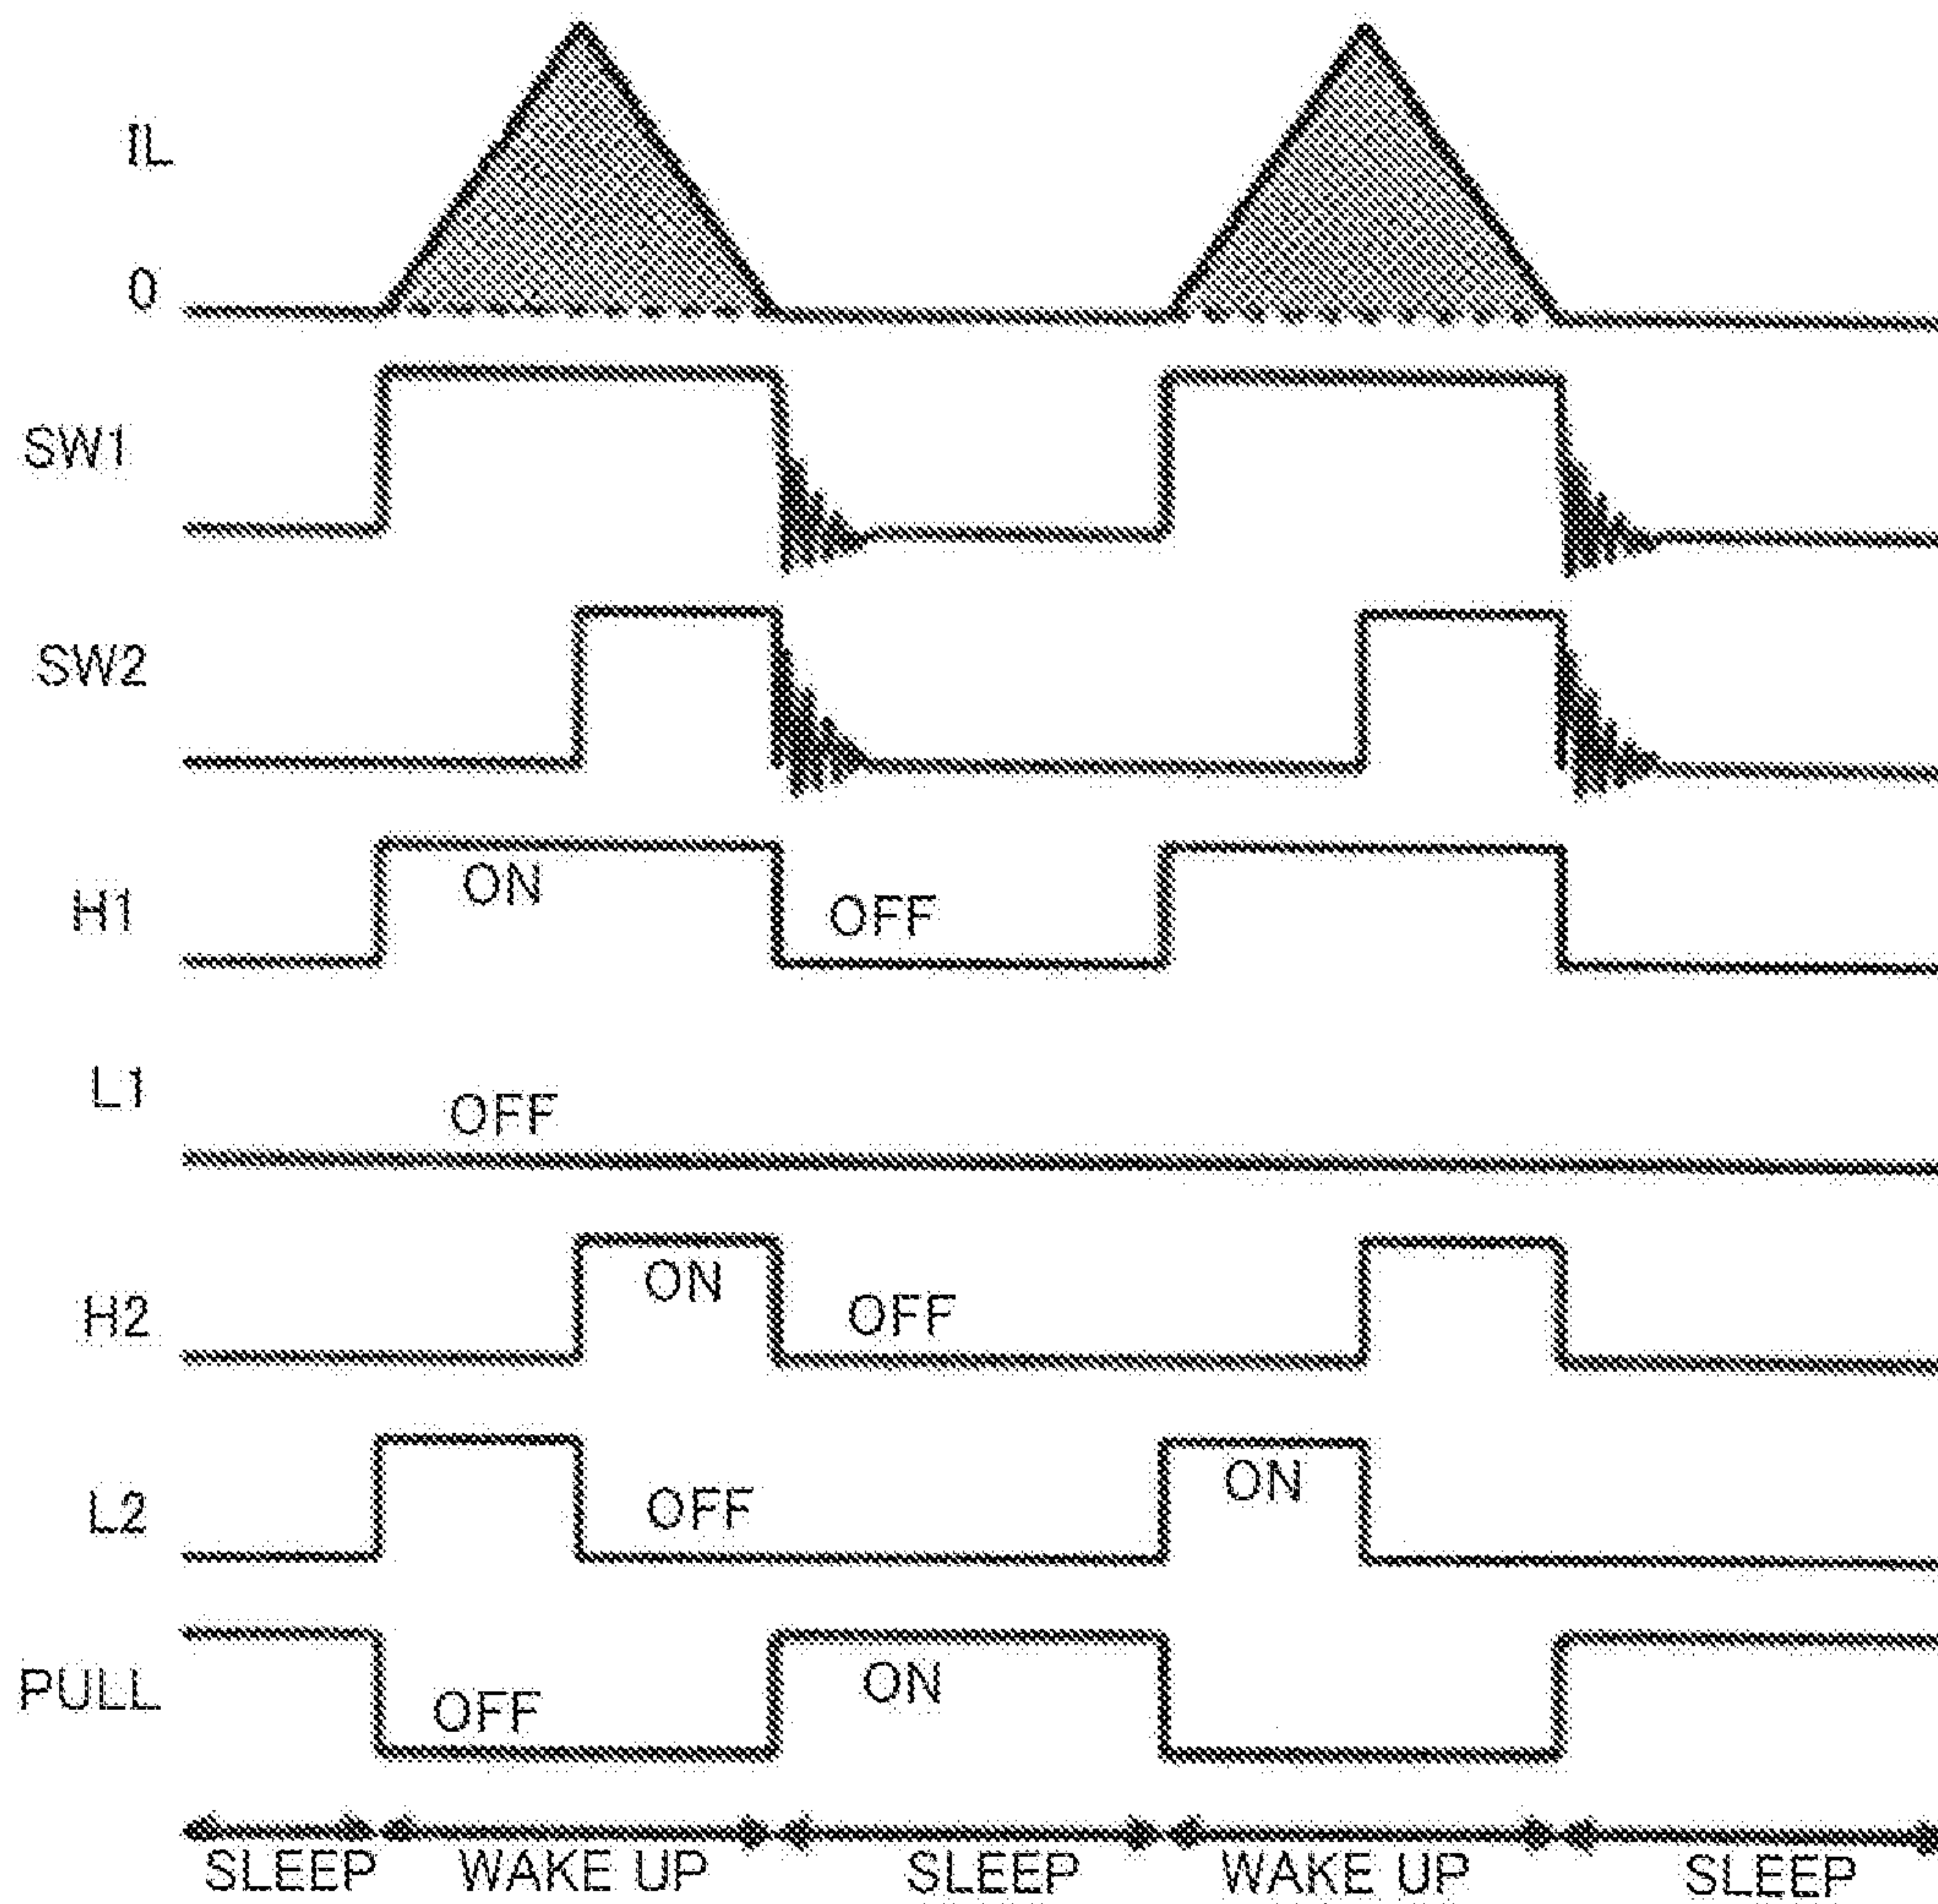 IL
0
SW1
SW2
H1
ON
OFF
L1
OFF
H2
ON
OFF
L2
OFF
ON
PULL
OFF
ON
SLEEP
WAKE UP
SLEEP
WAKE UP
SLEEP